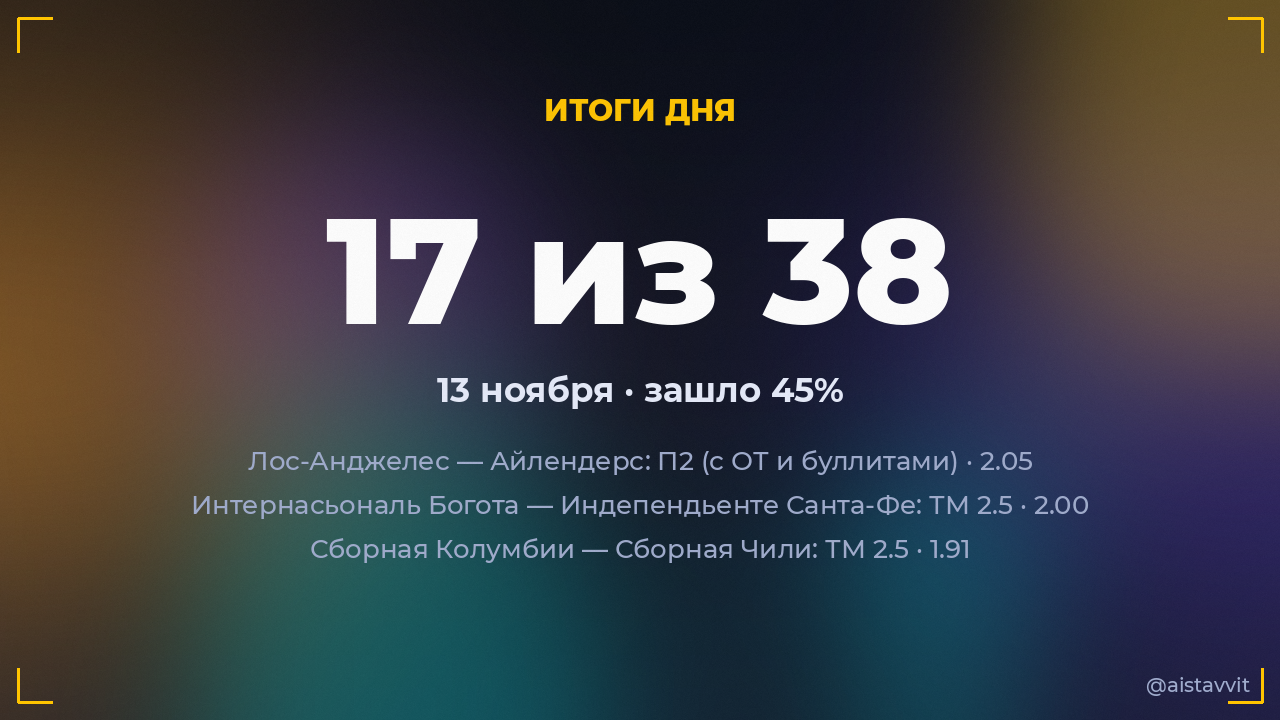 ИТОГИ ДНЯ
17 из 38
13 ноября · зашло 45%
Лос-Анджелес — Айлендерс: П2 (с ОТ и буллитами) · 2.05
Интернасьональ Богота — Индепендьенте Санта-Фе: ТМ 2.5 · 2.00
Сборная Колумбии — Сборная Чили: ТМ 2.5 · 1.91
@aistavvit